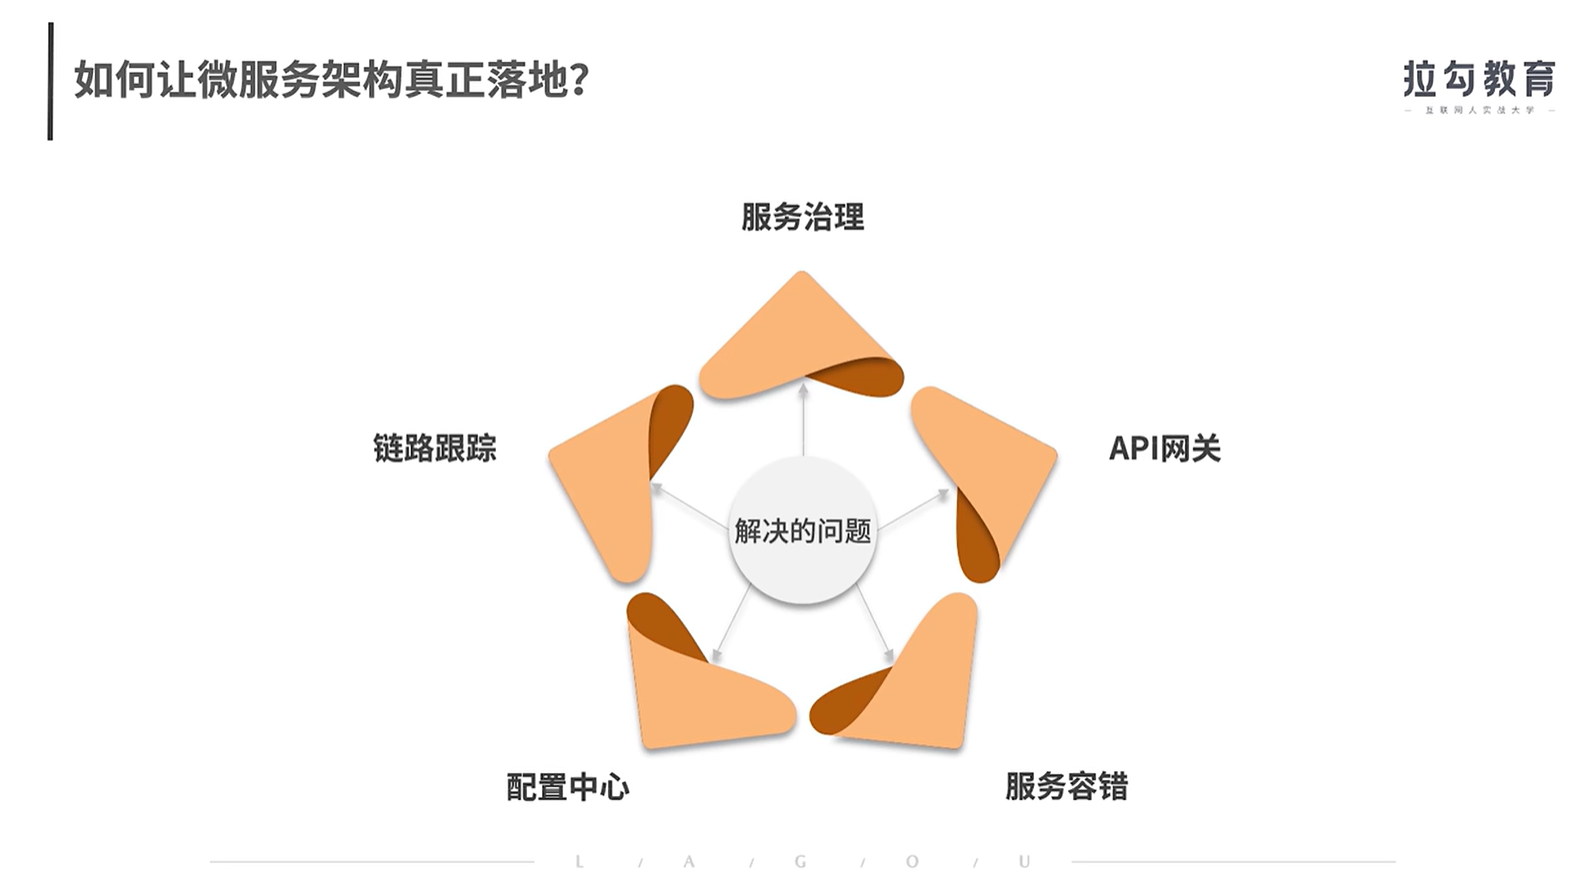 如何让微服务架构真正落地？
拉勾教育
互联网人实战大学
服务治理
链路跟踪
API网关
解决的问题
配置中心
服务容错
L / A / G / O / U